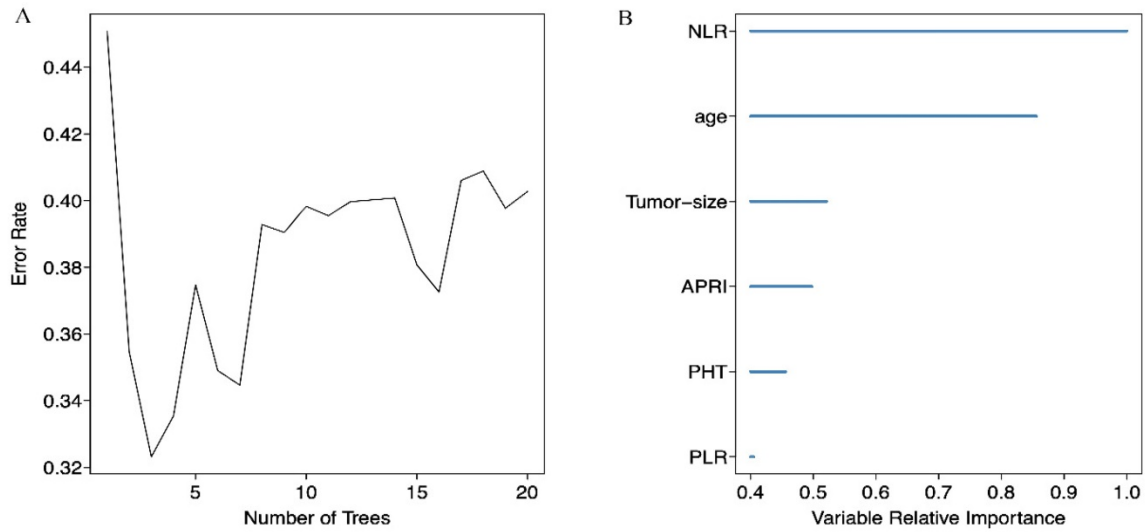 A
Error Rate
0.44
0.42
0.40
0.38
0.36
0.34
0.32
5
10
15
20
Number of Trees
B
NLR
age
Tumor-size
APRI
PHT
PLR
0.4
0.5
0.6
0.7
0.8
0.9
1.0
Variable Relative Importance